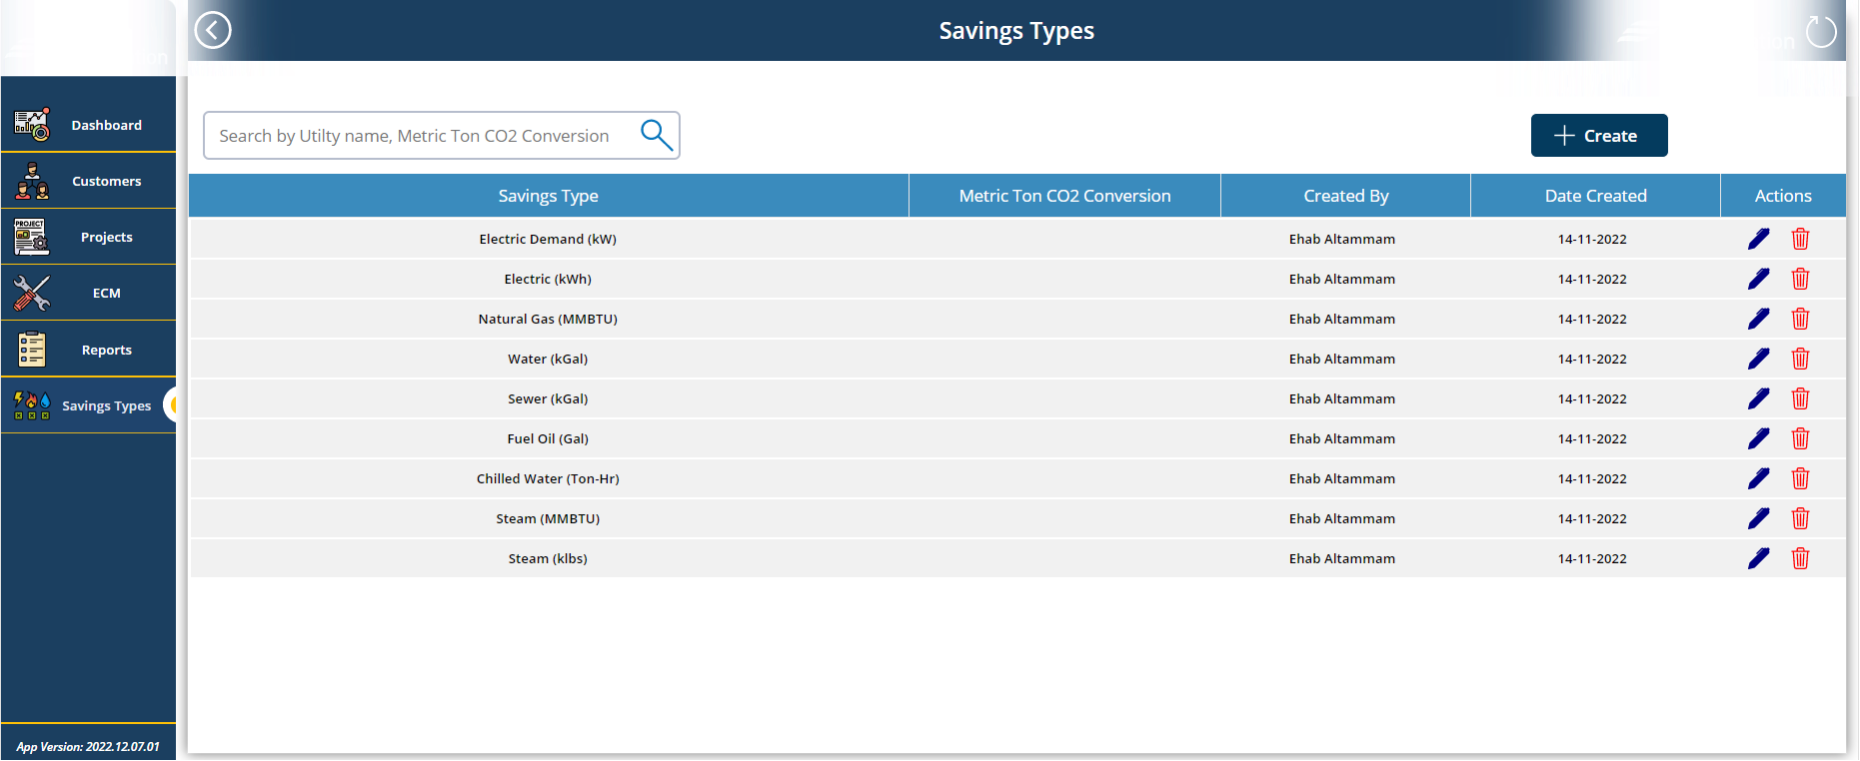 Savings Types
Dashboard
Customers
PROJECT
Projects
ECM
Reports
Savings Types
App Version: 2022.12.07.01
Search by Utilty name, Metric Ton CO2 Conversion
Create
Savings Type Metric Ton CO2 Conversion Created By Date Created Actions
Electric Demand (kW) Ehab Altammam 14-11-2022
Electric (kWh) Ehab Altammam 14-11-2022
Natural Gas (MMBTU) Ehab Altammam 14-11-2022
Water (kGal) Ehab Altammam 14-11-2022
Sewer (kGal) Ehab Altammam 14-11-2022
Fuel Oil (Gal) Ehab Altammam 14-11-2022
Chilled Water (Ton-Hr) Ehab Altammam 14-11-2022
Steam (MMBTU) Ehab Altammam 14-11-2022
Steam (klbs) Ehab Altammam 14-11-2022